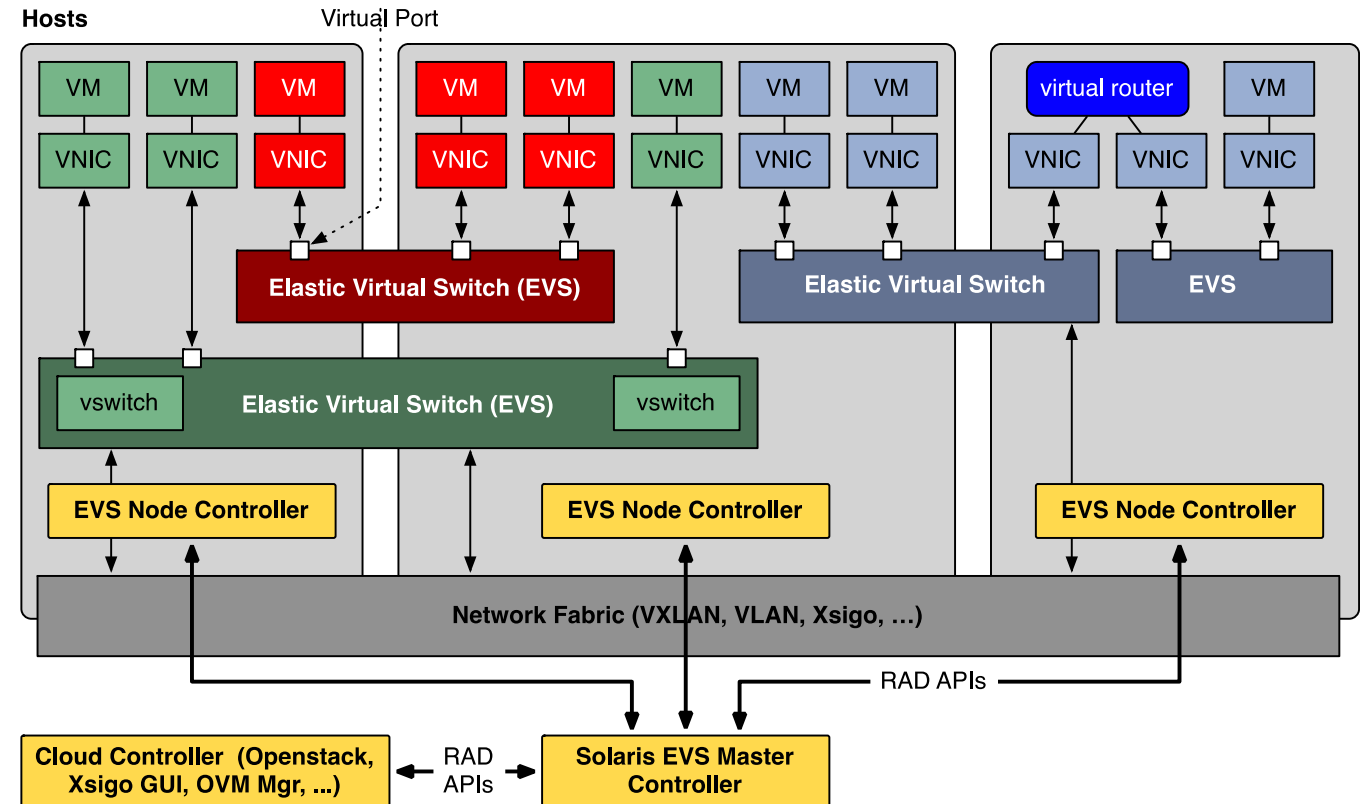 Hosts
Virtual Port
VM
VM
VM
VM
VM
VM
VM
VM
virtual router
VM
VNIC
VNIC
VNIC
VNIC
VNIC
VNIC
VNIC
VNIC
VNIC
VNIC
VNIC
Elastic Virtual Switch (EVS)
Elastic Virtual Switch
EVS
vswitch
Elastic Virtual Switch (EVS)
vswitch
EVS Node Controller
EVS Node Controller
EVS Node Controller
Network Fabric (VXLAN, VLAN, Xsigo, ...)
RAD APIs
Cloud Controller (Openstack,
Xsigo GUI, OVM Mgr, ...)
RAD
APIs
Solaris EVS Master
Controller